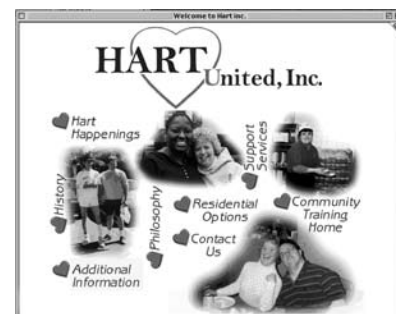 Welcome to Hart inc.
HART
United, Inc.
Hart
Happenings
Support
Services
History
Philosophy
Residential
Options
Community
Training
Home
Contact
Us
Additional
Information